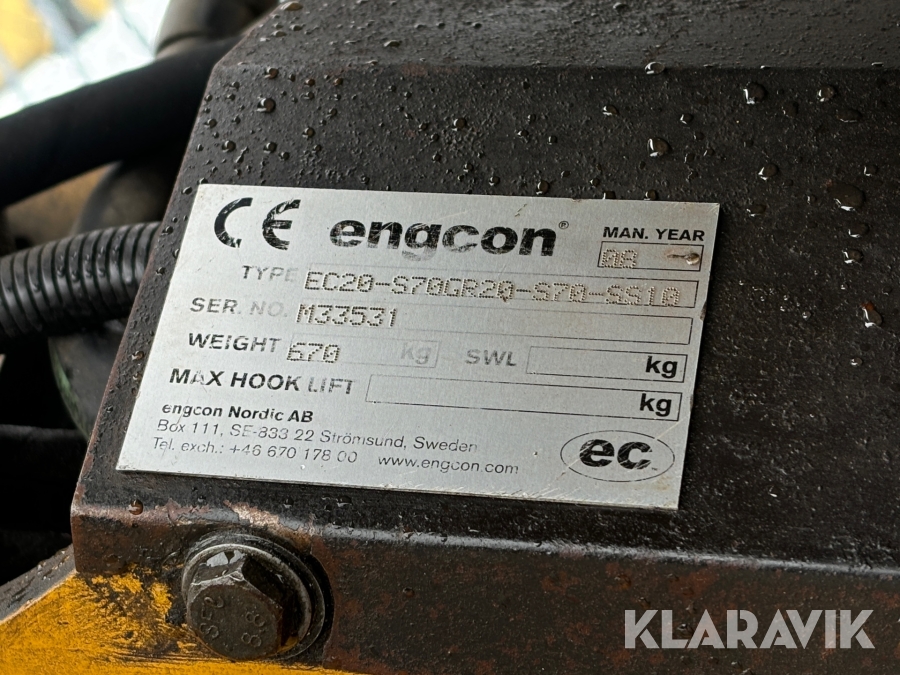 CE engcon®
MAN. YEAR 08
TYPE EC20-S70GR20-S70-SS10
SER. NO. M33531
WEIGHT 670 kg - SWL kg
MAX HOOK LIFT kg
engcon Nordic AB
Box 111, SE-833 22 Strömsund, Sweden
Tel. exch.: +46 670 178 00 www.engcon.com
ec
8.8
KLARAVIK